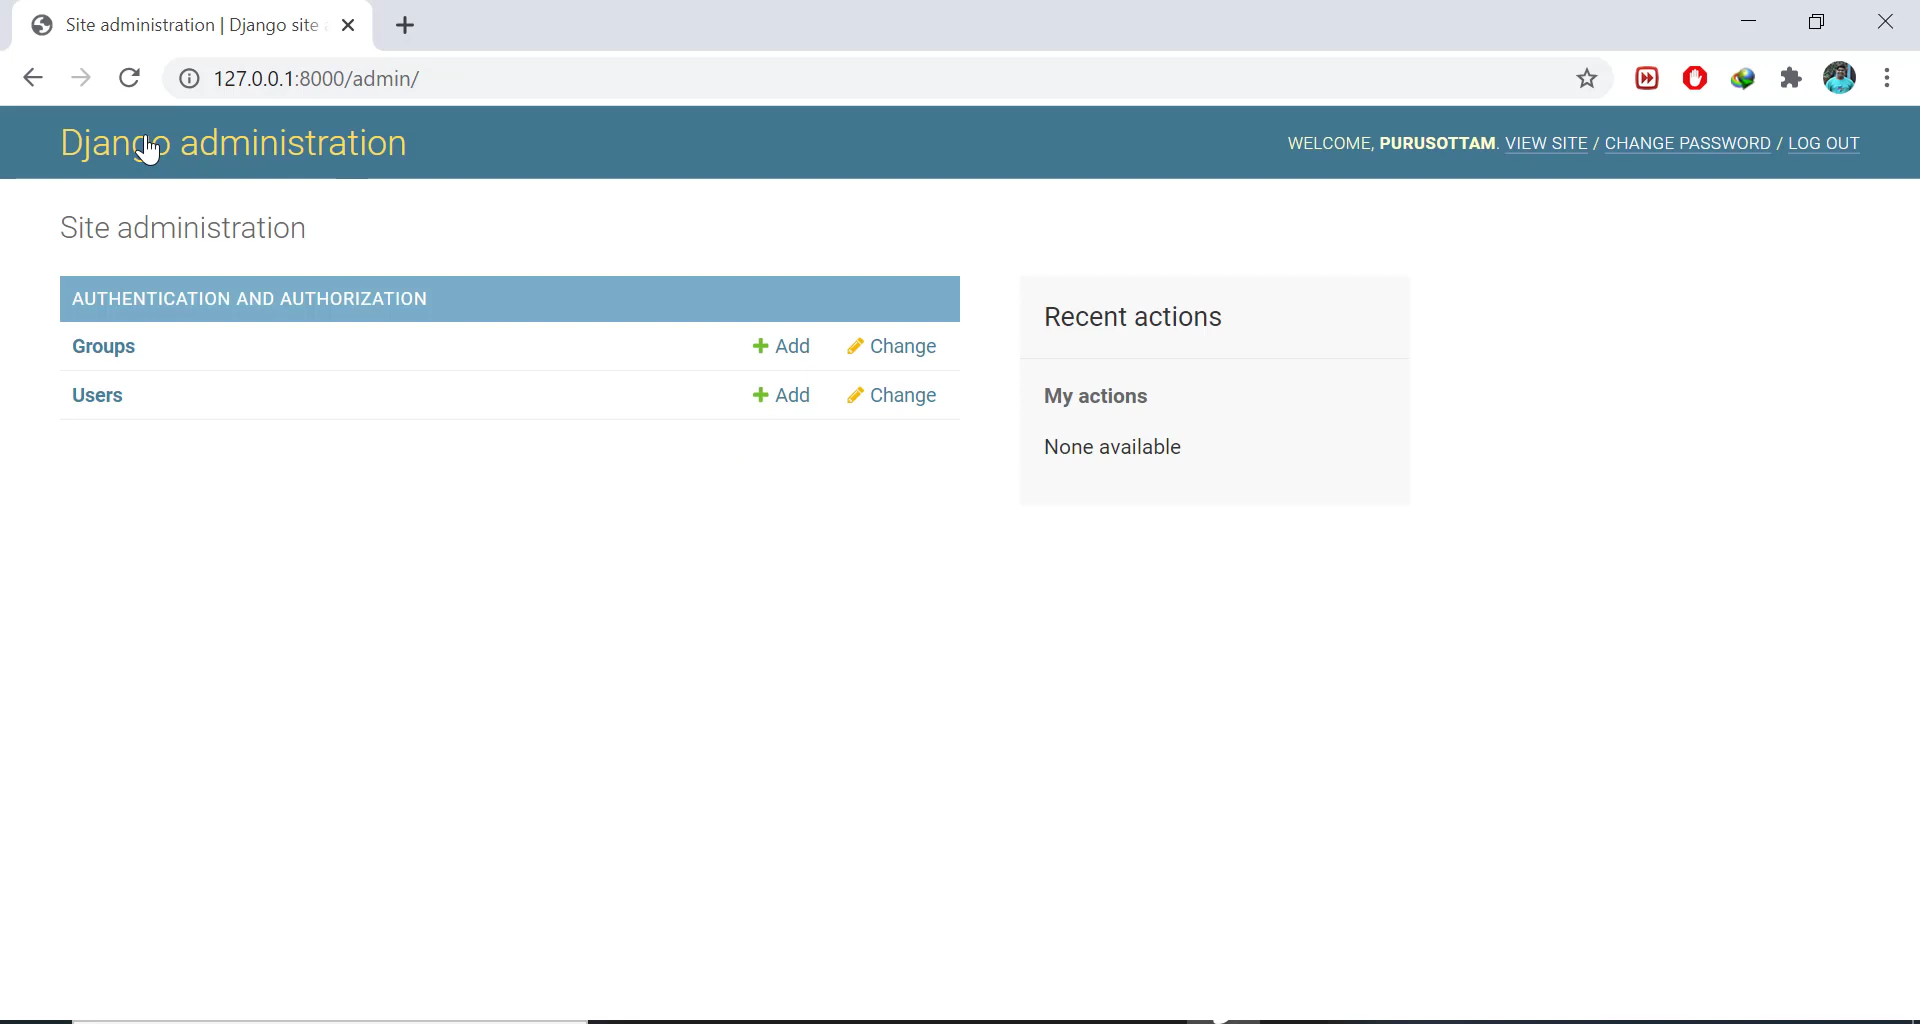 Site administration | Django site
127.0.0.1:8000/admin/
Django administration
WELCOME, PURUSOTTAM. VIEW SITE / CHANGE PASSWORD / LOG OUT
Site administration
AUTHENTICATION AND AUTHORIZATION
Groups Add Change
Users Add Change
Recent actions
My actions
None available